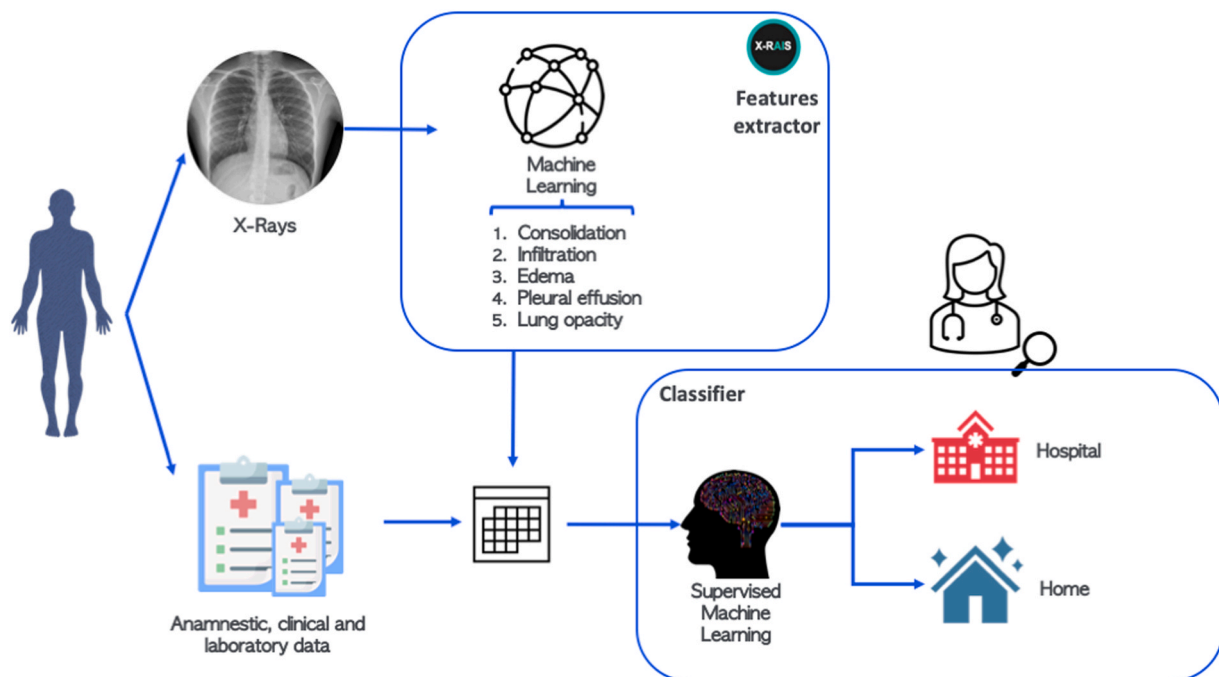 X-RAIS
Features
extractor
Machine
Learning
X-Rays
1. Consolidation
2. Infiltration
3. Edema
4. Pleural effusion
5. Lung opacity
Classifier
Hospital
Supervised
Machine
Learning
Home
Anamnestic, clinical and
laboratory data